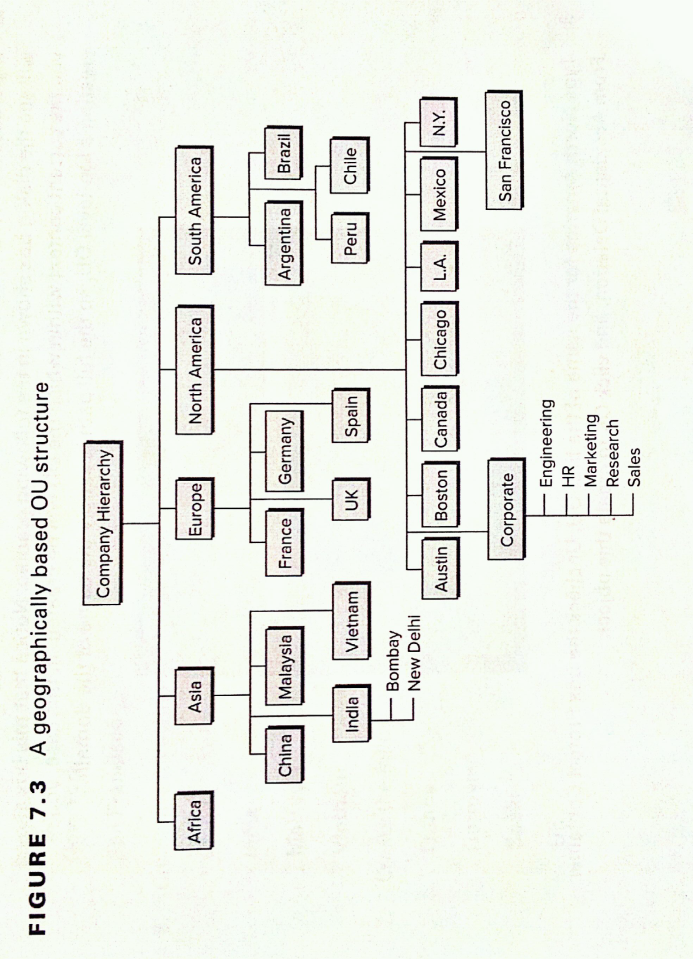 FIGURE 7.3 A geographically based OU structure
Company Hierarchy
Africa
Asia
Europe
North America
South America
China
Malaysia
France
Germany
Argentina
Brazil
India
Vietnam
UK
Spain
Peru
Chile
Bombay
New Delhi
Austin
Boston
Canada
Chicago
L.A.
Mexico
N.Y.
Corporate
San Francisco
Engineering
HR
Marketing
Research
Sales